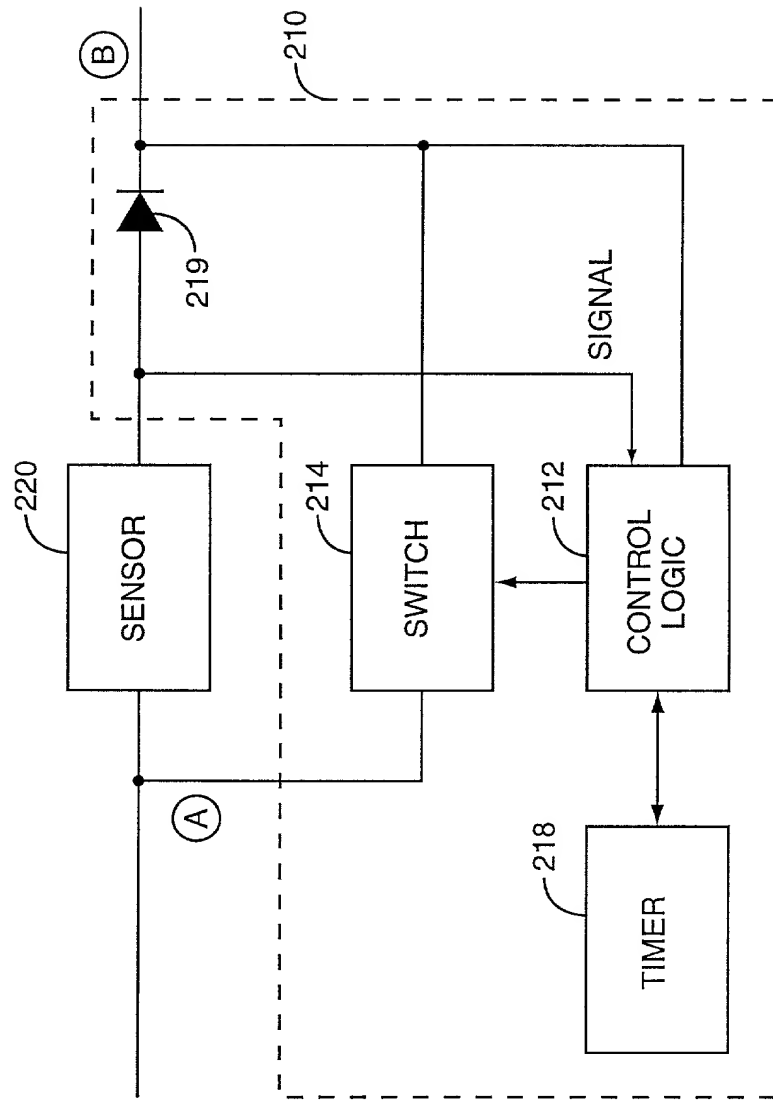 220
B
SENSOR
A
219
210
214
SWITCH
218
212
SIGNAL
TIMER
CONTROL
LOGIC